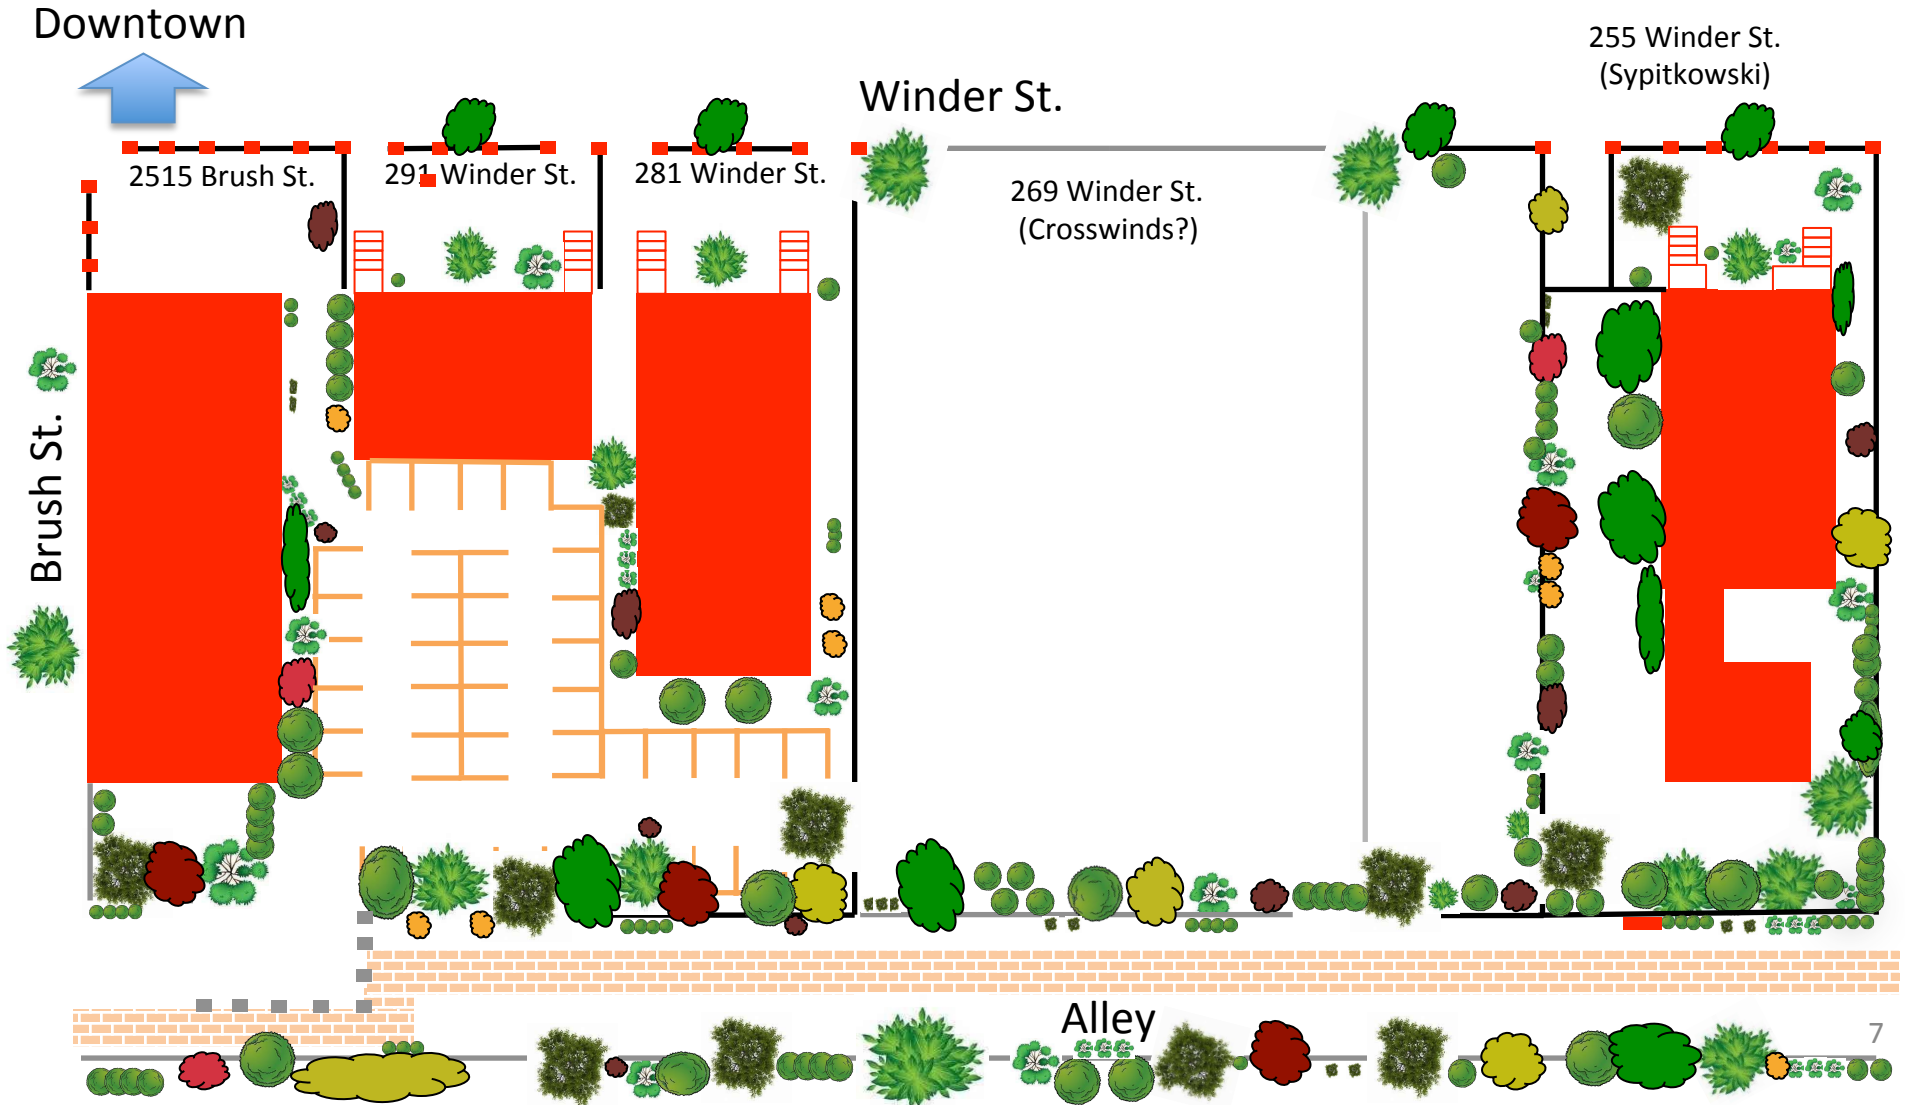 Downtown
255 Winder St.
(Sypitkowski)
Winder St.
2515 Brush St.
291 Winder St.
281 Winder St.
269 Winder St.
(Crosswinds?)
Brush St.
Alley
7